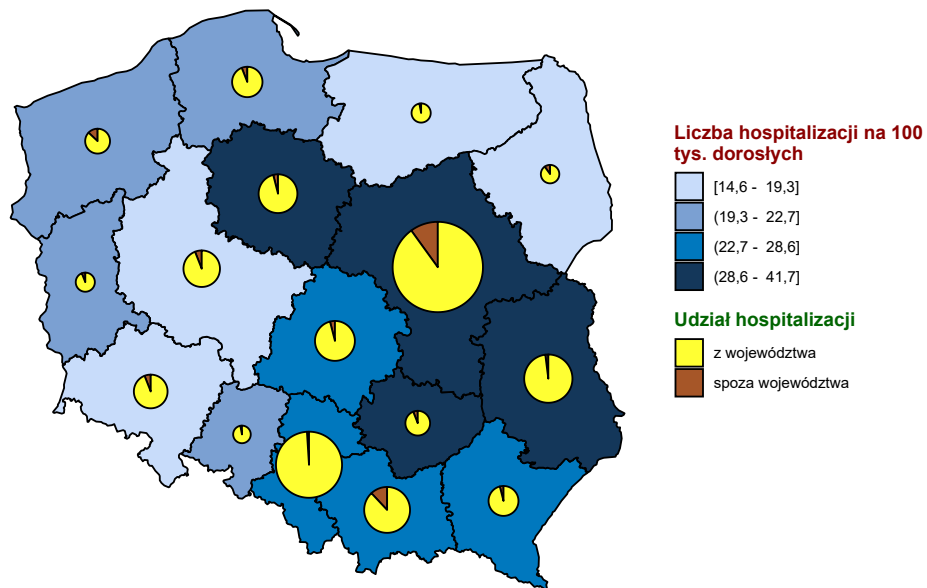 Liczba hospitalizacji na 100
tys. dorosłych
[14,6 - 19,3]
(19,3 - 22,7]
(22,7 - 28,6]
(28,6 - 41,7]
Udział hospitalizacji
z województwa
spoza województwa